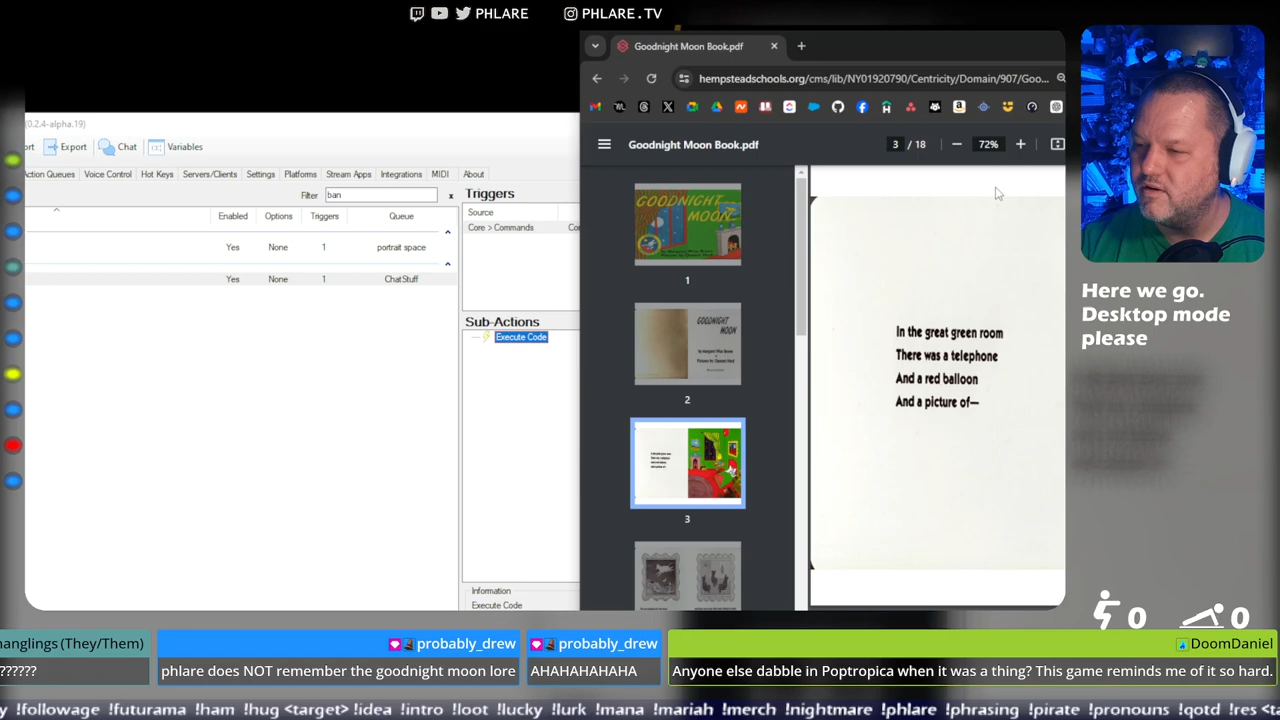 PHLARE
PHLARE.TV
(0.2.4-alpha.19)
ort
Export
Chat
Variables
Action Queues
Voice Control
Hot Keys
Servers/Clients
Settings
Platforms
Stream Apps
Integrations
MIDI
About
Filter
ban
x
Enabled
Options
Triggers
Queue
Yes
None
1
portrait space
Yes
None
1
ChatStuff
Triggers
Source
Core > Commands
Cor
Sub-Actions
Execute Code
Information
Execute Code
Goodnight Moon Book.pdf
hempsteadschools.org/cms/lib/NY01920790/Centricity/Domain/907/Goo...
Goodnight Moon Book.pdf
3 / 18
72%
GOODNIGHT
MOON
1
GOODNIGHT
MOON
2
3
In the great green room
There was a telephone
And a red balloon
And a picture of—
Here we go.
Desktop mode
please
0
0
hanglings (They/Them)
??????
probably_drew
phlare does NOT remember the goodnight moon lore
probably_drew
AHAHAHAHAHA
DoomDaniel
Anyone else dabble in Poptropica when it was a thing? This game reminds me of it so hard.
y !followage !futurama !ham !hug <target> !idea !intro !loot !lucky !lurk !mana !mariah !merch !nightmare !phlare !phrasing !pirate !pronouns !qotd !res <ta